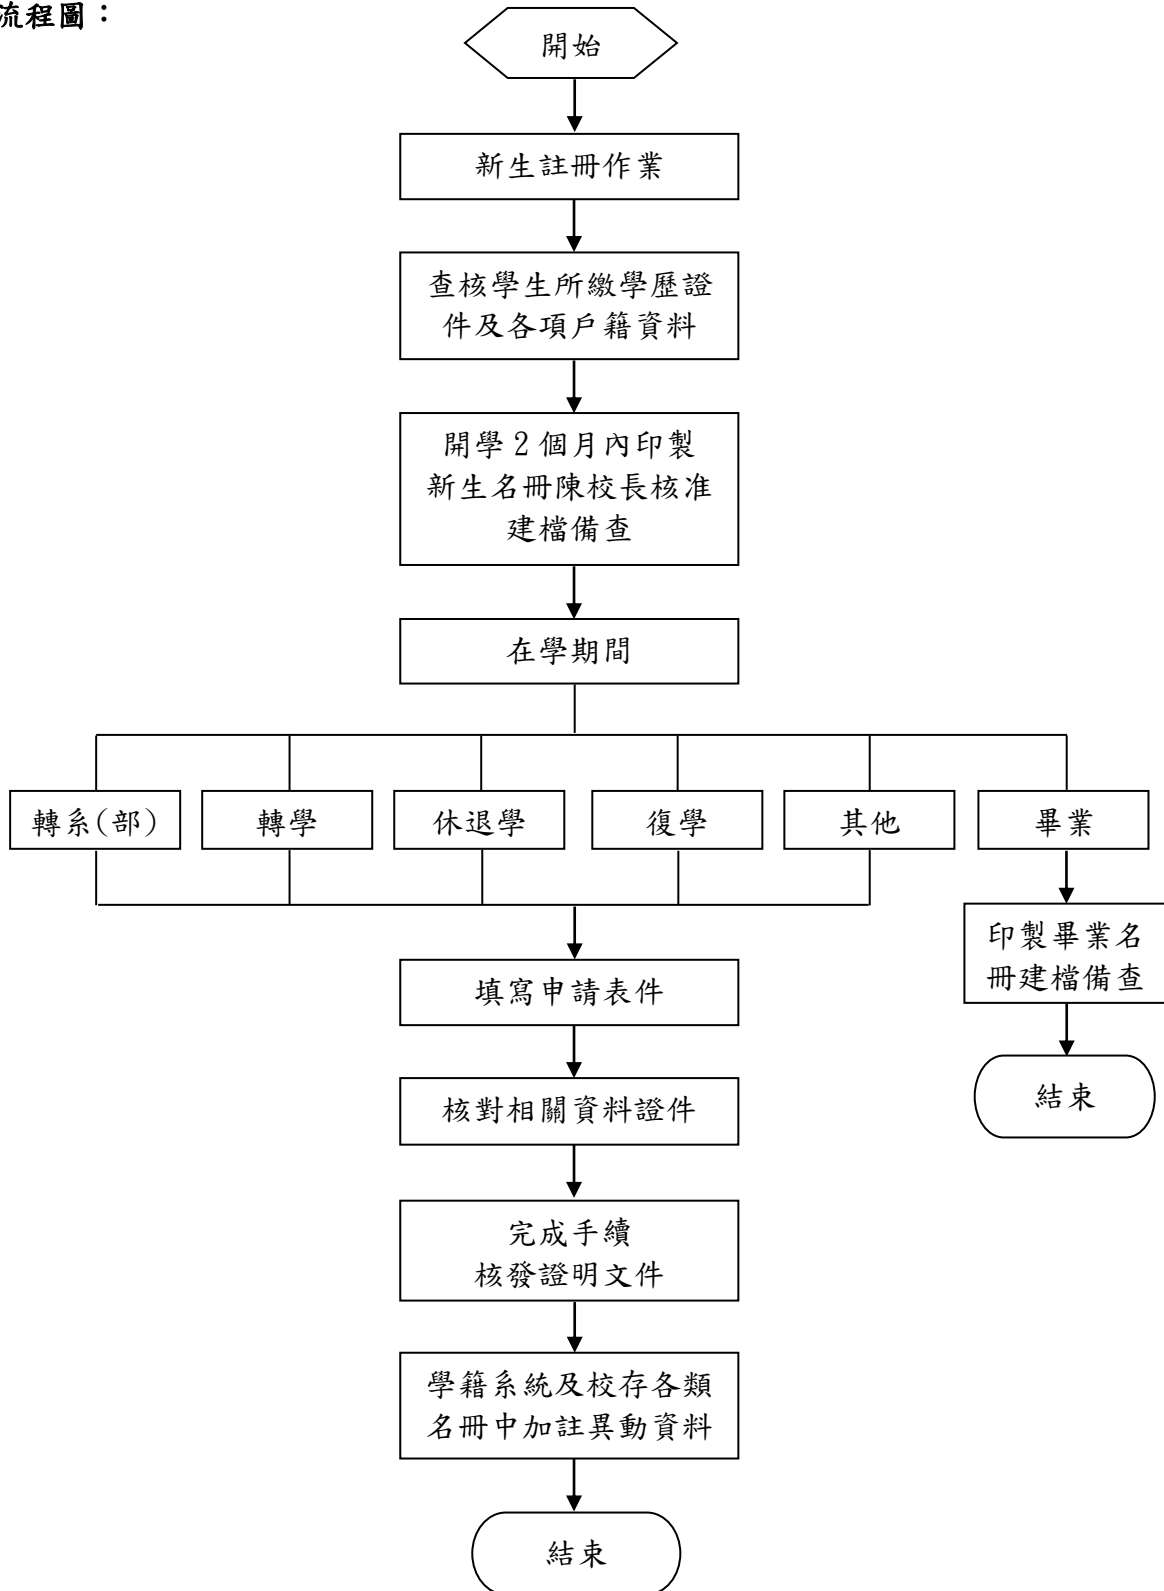 流程圖：
開始
新生註冊作業
查核學生所繳學歷證
件及各項戶籍資料
開學 2 個月內印製
新生名冊陳校長核准
建檔備查
在學期間
轉系(部)
轉學
休退學
復學
其他
畢業
印製畢業名
冊建檔備查
結束
填寫申請表件
核對相關資料證件
完成手續
核發證明文件
學籍系統及校存各類
名冊中加註異動資料
結束